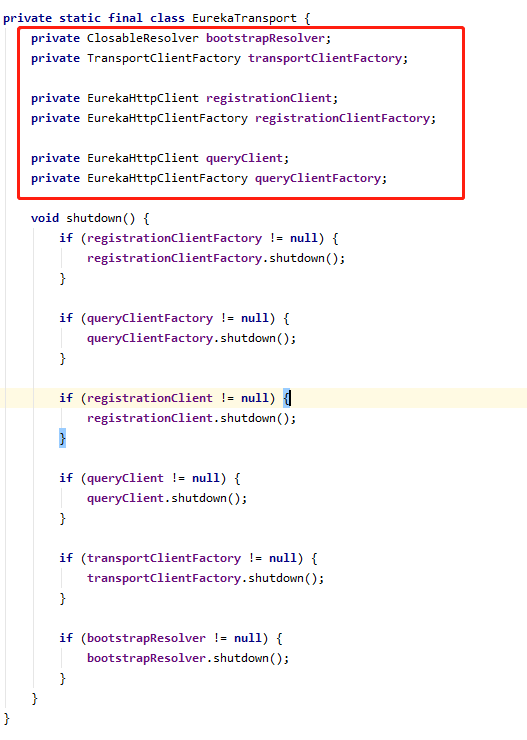 private static final class EurekaTransport {
    private ClosableResolver bootstrapResolver;
    private TransportClientFactory transportClientFactory;

    private EurekaHttpClient registrationClient;
    private EurekaHttpClientFactory registrationClientFactory;

    private EurekaHttpClient queryClient;
    private EurekaHttpClientFactory queryClientFactory;

    void shutdown() {
        if (registrationClientFactory != null) {
            registrationClientFactory.shutdown();
        }

        if (queryClientFactory != null) {
            queryClientFactory.shutdown();
        }

        if (registrationClient != null) {
            registrationClient.shutdown();
        }

        if (queryClient != null) {
            queryClient.shutdown();
        }

        if (transportClientFactory != null) {
            transportClientFactory.shutdown();
        }

        if (bootstrapResolver != null) {
            bootstrapResolver.shutdown();
        }
    }
}